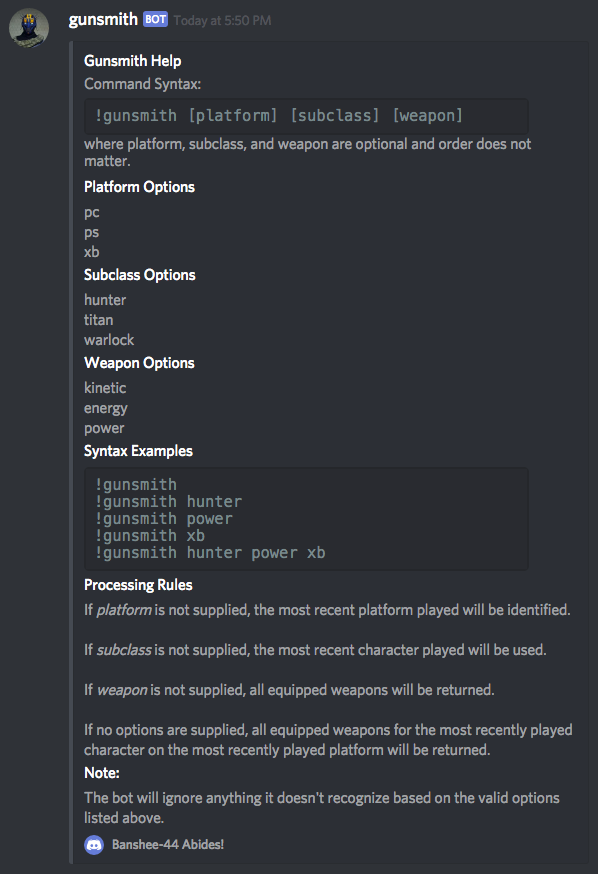 gunsmith BOT Today at 5:50 PM
Gunsmith Help
Command Syntax:
!gunsmith [platform] [subclass] [weapon]
where platform, subclass, and weapon are optional and order does not
matter.
Platform Options
pc
ps
xb
Subclass Options
hunter
titan
warlock
Weapon Options
kinetic
energy
power
Syntax Examples
!gunsmith
!gunsmith hunter
!gunsmith power
!gunsmith xb
!gunsmith hunter power xb
Processing Rules
If platform is not supplied, the most recent platform played will be identified.
If subclass is not supplied, the most recent character played will be used.
If weapon is not supplied, all equipped weapons will be returned.
If no options are supplied, all equipped weapons for the most recently played
character on the most recently played platform will be returned.
Note:
The bot will ignore anything it doesn't recognize based on the valid options
listed above.
Banshee-44 Abides!